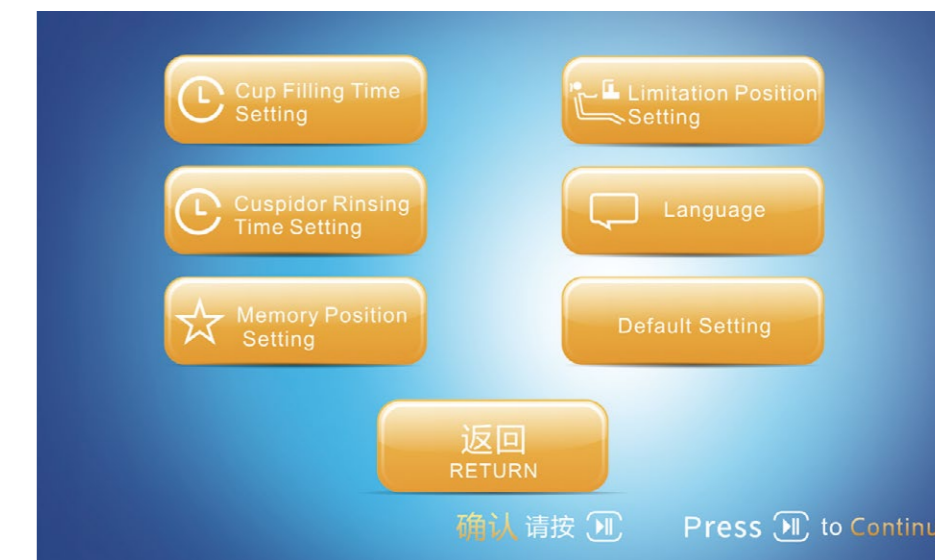 Cup Filling Time
Setting
Limitation Position
Setting
Cuspidor Rinsing
Time Setting
Language
Memory Position
Setting
Default Setting
返回
RETURN
确认 请按
Press to Continu